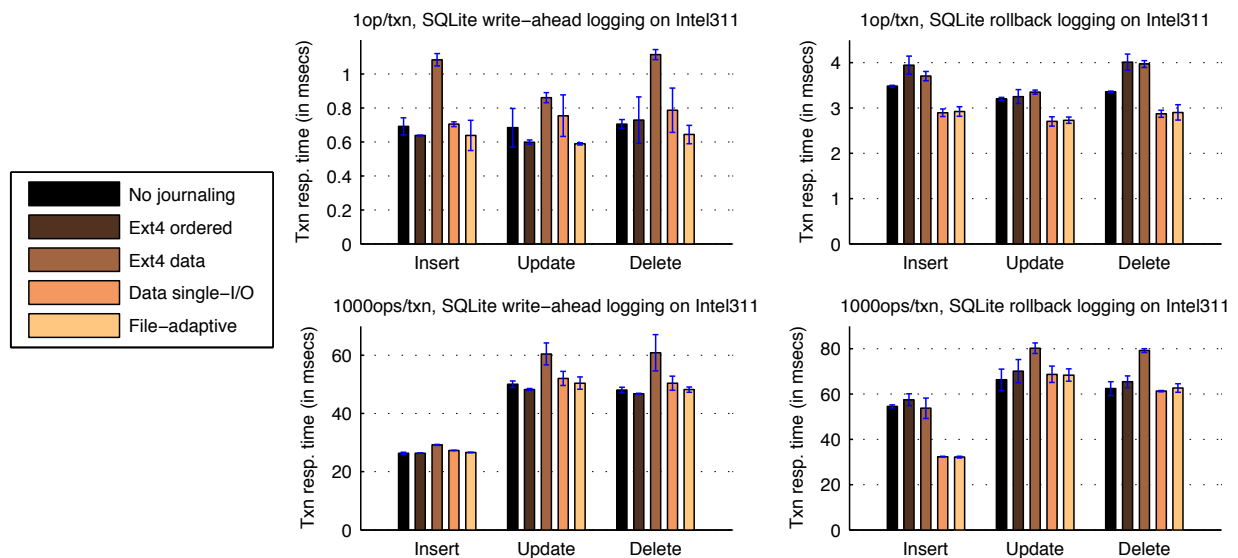 1op/txn, SQLite write−ahead logging on Intel311
Txn resp. time (in msecs)
1
0.8
0.6
0.4
0.2
0
Insert
Update
Delete
1op/txn, SQLite rollback logging on Intel311
Txn resp. time (in msecs)
4
3
2
1
0
Insert
Update
Delete
No journaling
Ext4 ordered
Ext4 data
Data single−I/O
File−adaptive
1000ops/txn, SQLite write−ahead logging on Intel311
Txn resp. time (in msecs)
60
40
20
0
Insert
Update
Delete
1000ops/txn, SQLite rollback logging on Intel311
Txn resp. time (in msecs)
80
60
40
20
0
Insert
Update
Delete